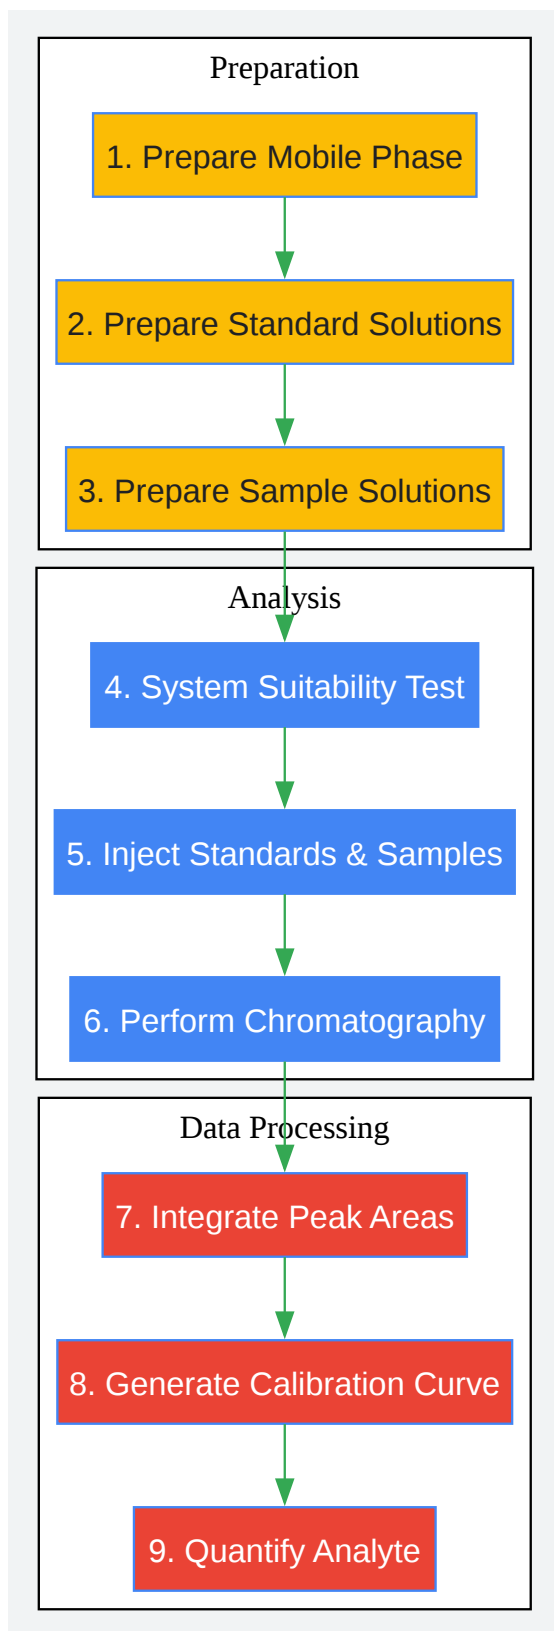 Preparation
1. Prepare Mobile Phase
2. Prepare Standard Solutions
3. Prepare Sample Solutions
Analysis
4. System Suitability Test
5. Inject Standards & Samples
6. Perform Chromatography
Data Processing
7. Integrate Peak Areas
8. Generate Calibration Curve
9. Quantify Analyte